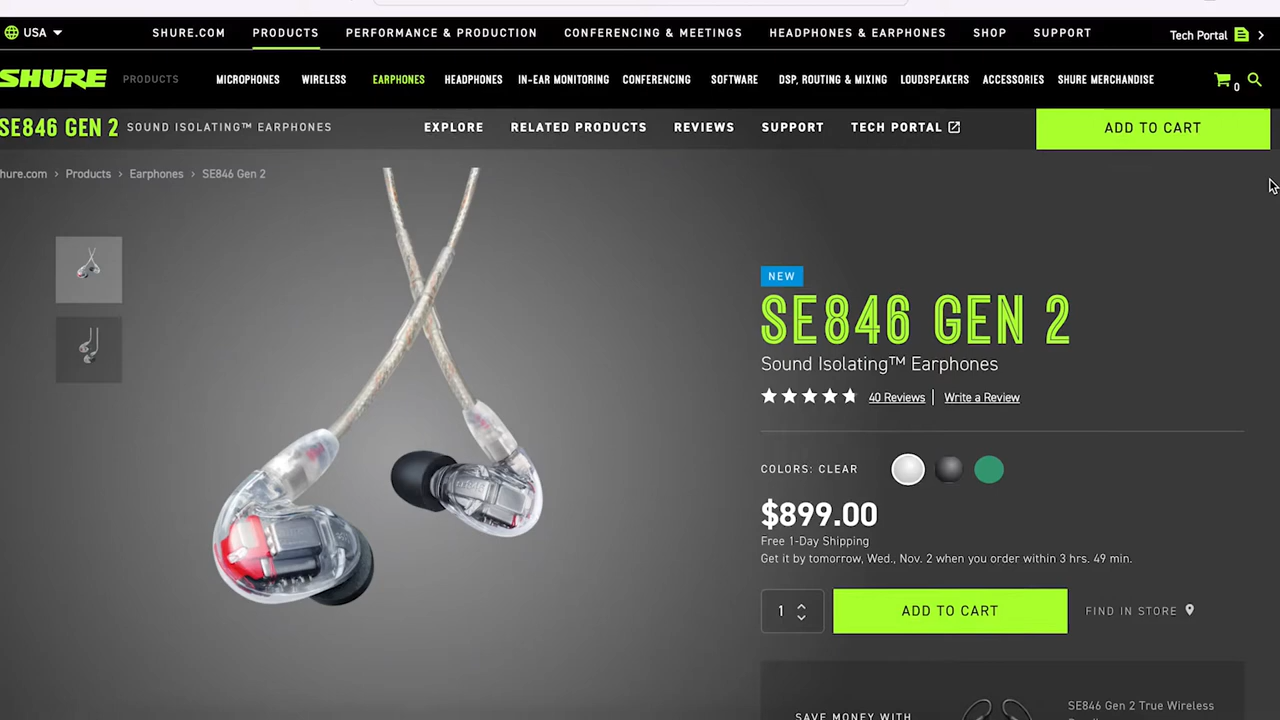 USA
SHURE.COM PRODUCTS PERFORMANCE & PRODUCTION CONFERENCING & MEETINGS HEADPHONES & EARPHONES SHOP SUPPORT
Tech Portal
SHURE PRODUCTS MICROPHONES WIRELESS EARPHONES HEADPHONES IN-EAR MONITORING CONFERENCING SOFTWARE DSP, ROUTING & MIXING LOUDSPEAKERS ACCESSORIES SHURE MERCHANDISE 0
SE846 GEN 2 SOUND ISOLATING™ EARPHONES EXPLORE RELATED PRODUCTS REVIEWS SUPPORT TECH PORTAL ADD TO CART
hure.com > Products > Earphones > SE846 Gen 2
NEW
SE846 GEN 2
Sound Isolating™ Earphones
40 Reviews | Write a Review
COLORS: CLEAR
$899.00
Free 1-Day Shipping
Get it by tomorrow, Wed., Nov. 2 when you order within 3 hrs. 49 min.
1 ADD TO CART FIND IN STORE
SE846 Gen 2 True Wireless
SAVE MONEY WITH